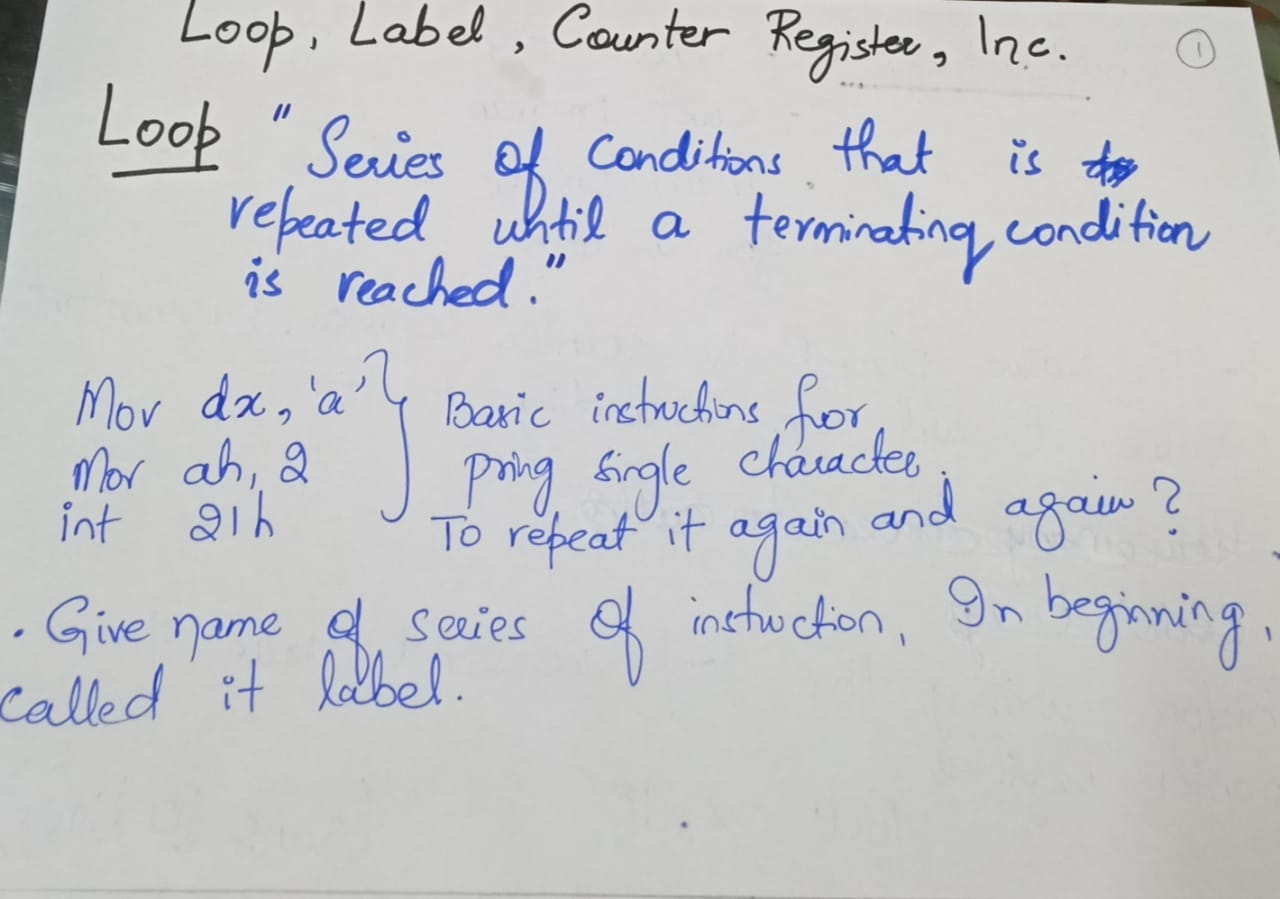 Loop, Label, Counter Register, Inc.
1
Loop "Series of Conditions that is
repeated until a terminating condition
is reached."
Mov dx, 'a' } Basic instructions for
Mov ah, 2 pring single character.
int 21h To repeat it again and again?
. Give name of series of instruction, In beginning,
called it label.